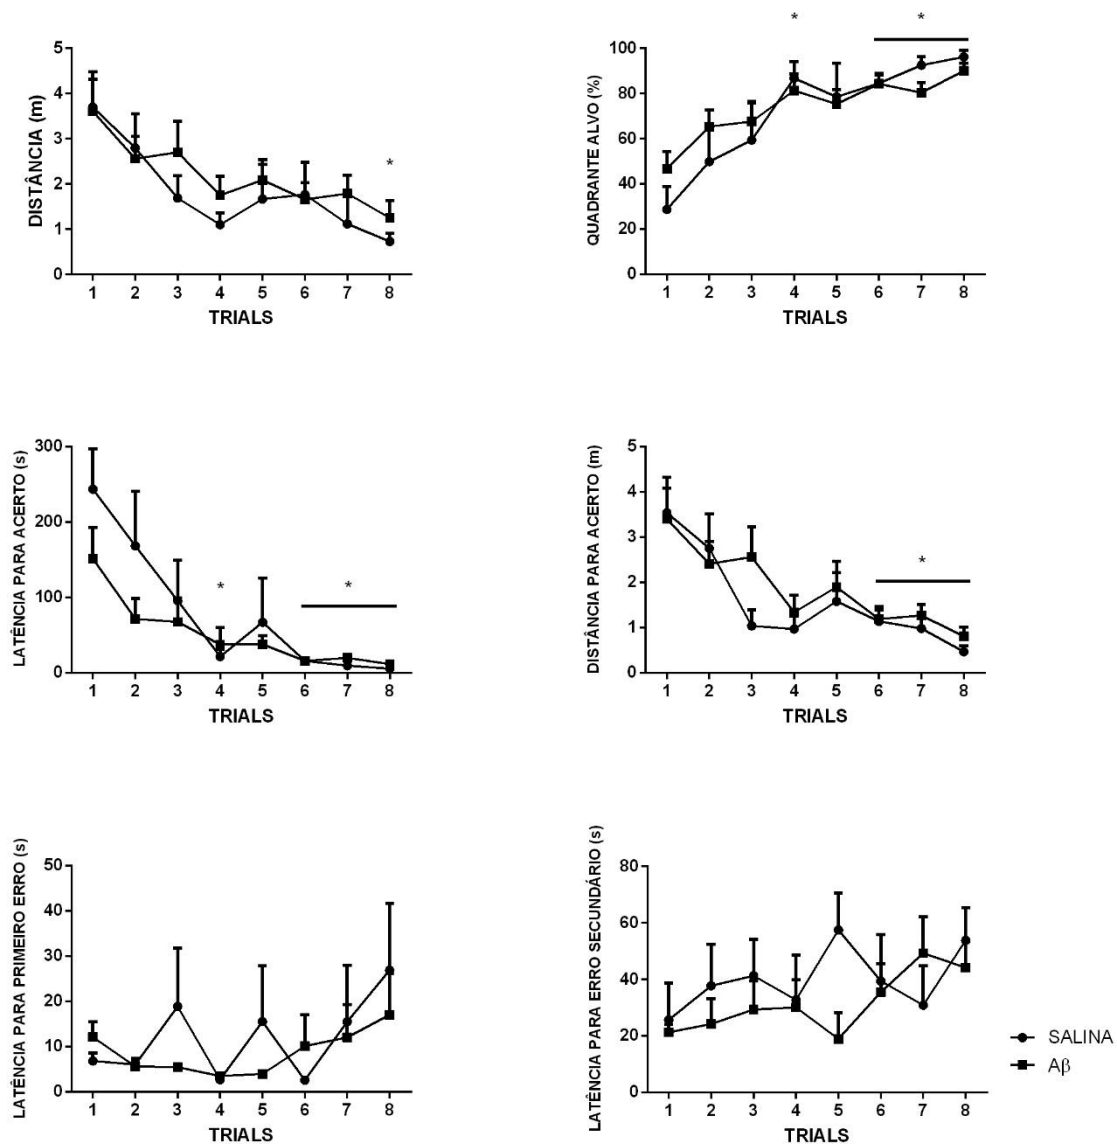 DISTÂNCIA (m)
5
4
3
2
1
0
*
1 2 3 4 5 6 7 8
TRIALS
QUADRANTE ALVO (%)
100
80
60
40
20
0
* *
1 2 3 4 5 6 7 8
TRIALS
LATÊNCIA PARA ACERTO (s)
300
200
100
0
* *
1 2 3 4 5 6 7 8
TRIALS
DISTÂNCIA PARA ACERTO (m)
5
4
3
2
1
0
*
1 2 3 4 5 6 7 8
TRIALS
LATÊNCIA PARA PRIMEIRO ERRO (s)
50
40
30
20
10
0
1 2 3 4 5 6 7 8
TRIALS
LATÊNCIA PARA ERRO SECUNDÁRIO (s)
80
60
40
20
0
1 2 3 4 5 6 7 8
TRIALS
SALINA
Aβ